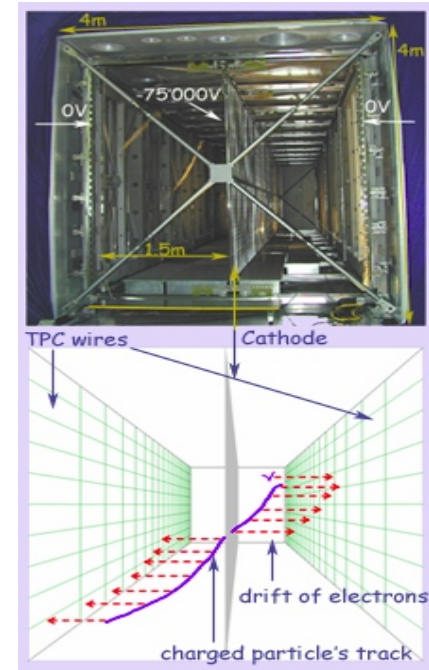 4m
4m
-75'000V
0V
0V
1.5m
TPC wires
Cathode
drift of electrons
charged particle's track